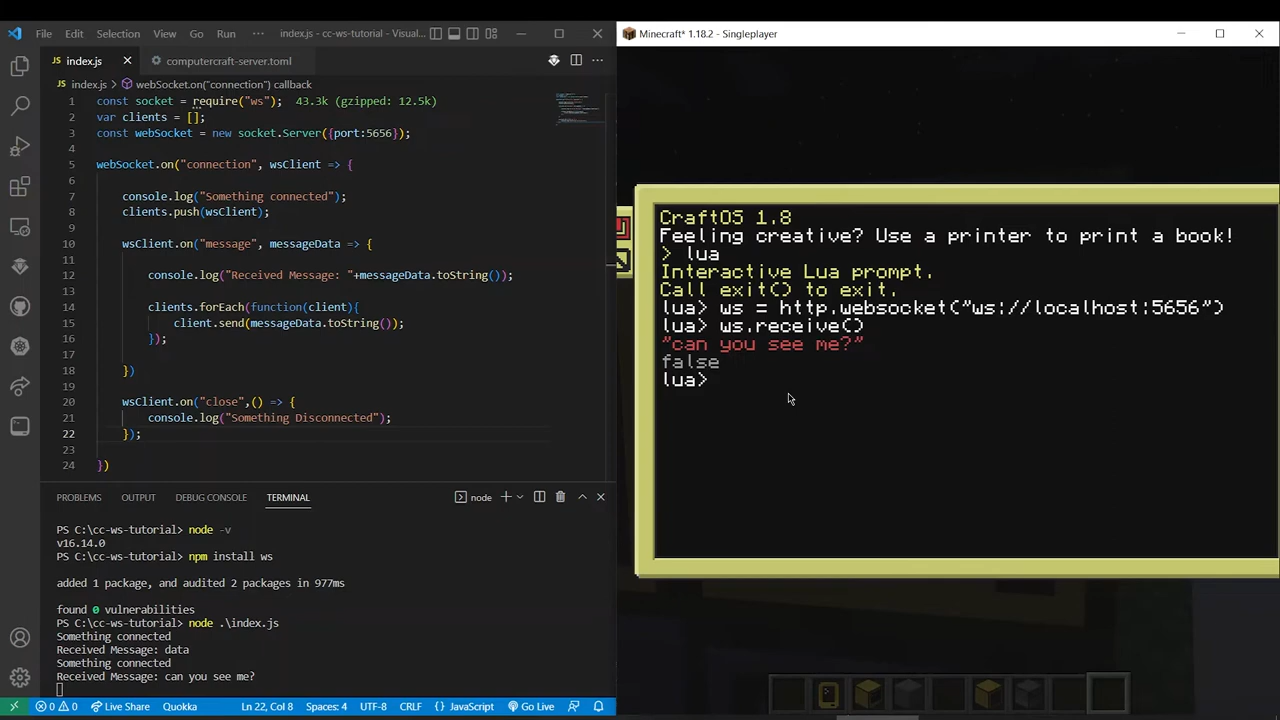 File Edit Selection View Go Run ··· index.js - cc-ws-tutorial - Visual...
index.js
computercraft-server.toml
JS index.js > webSocket.on("connection") callback
1 const socket = require("ws"); 43.3k (gzipped: 12.5k)
2 var clients = [];
3 const webSocket = new socket.Server({port:5656});
4
5 webSocket.on("connection", wsClient => {
6
7 console.log("Something connected");
8 clients.push(wsClient);
9
10 wsClient.on("message", messageData => {
11
12 console.log("Received Message: "+messageData.toString());
13
14 clients.forEach(function(client){
15 client.send(messageData.toString());
16 });
17
18 })
19
20 wsClient.on("close",() => {
21 console.log("Something Disconnected");
22 });
23
24 })
PROBLEMS OUTPUT DEBUG CONSOLE TERMINAL node
PS C:\cc-ws-tutorial> node -v
v16.14.0
PS C:\cc-ws-tutorial> npm install ws
added 1 package, and audited 2 packages in 977ms
found 0 vulnerabilities
PS C:\cc-ws-tutorial> node .\index.js
Something connected
Received Message: data
Something connected
Received Message: can you see me?
0 0 Live Share Quokka Ln 22, Col 8 Spaces: 4 UTF-8 CRLF {} JavaScript Go Live
Minecraft* 1.18.2 - Singleplayer
CraftOS 1.8
Feeling creative? Use a printer to print a book!
> lua
Interactive Lua prompt.
Call exit() to exit.
lua> ws = http.websocket("ws://localhost:5656")
lua> ws.receive()
"can you see me?"
false
lua>